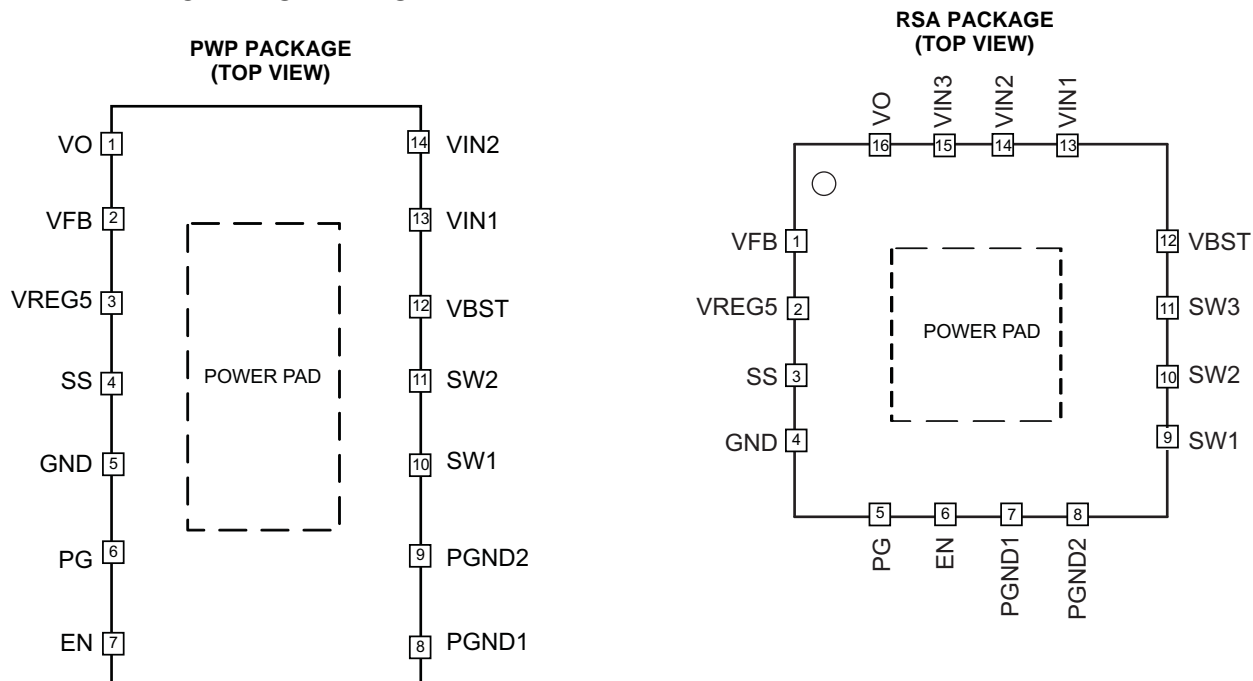 PWP PACKAGE
(TOP VIEW)
VO 1
VFB 2
VREG5 3
SS 4
GND 5
PG 6
EN 7
14 VIN2
13 VIN1
12 VBST
11 SW2
10 SW1
9 PGND2
8 PGND1
POWER PAD
RSA PACKAGE
(TOP VIEW)
VO
VIN3
VIN2
VIN1
16 15 14 13
VFB 1
VREG5 2
SS 3
GND 4
12 VBST
11 SW3
10 SW2
9 SW1
POWER PAD
5 6 7 8
PG
EN
PGND1
PGND2